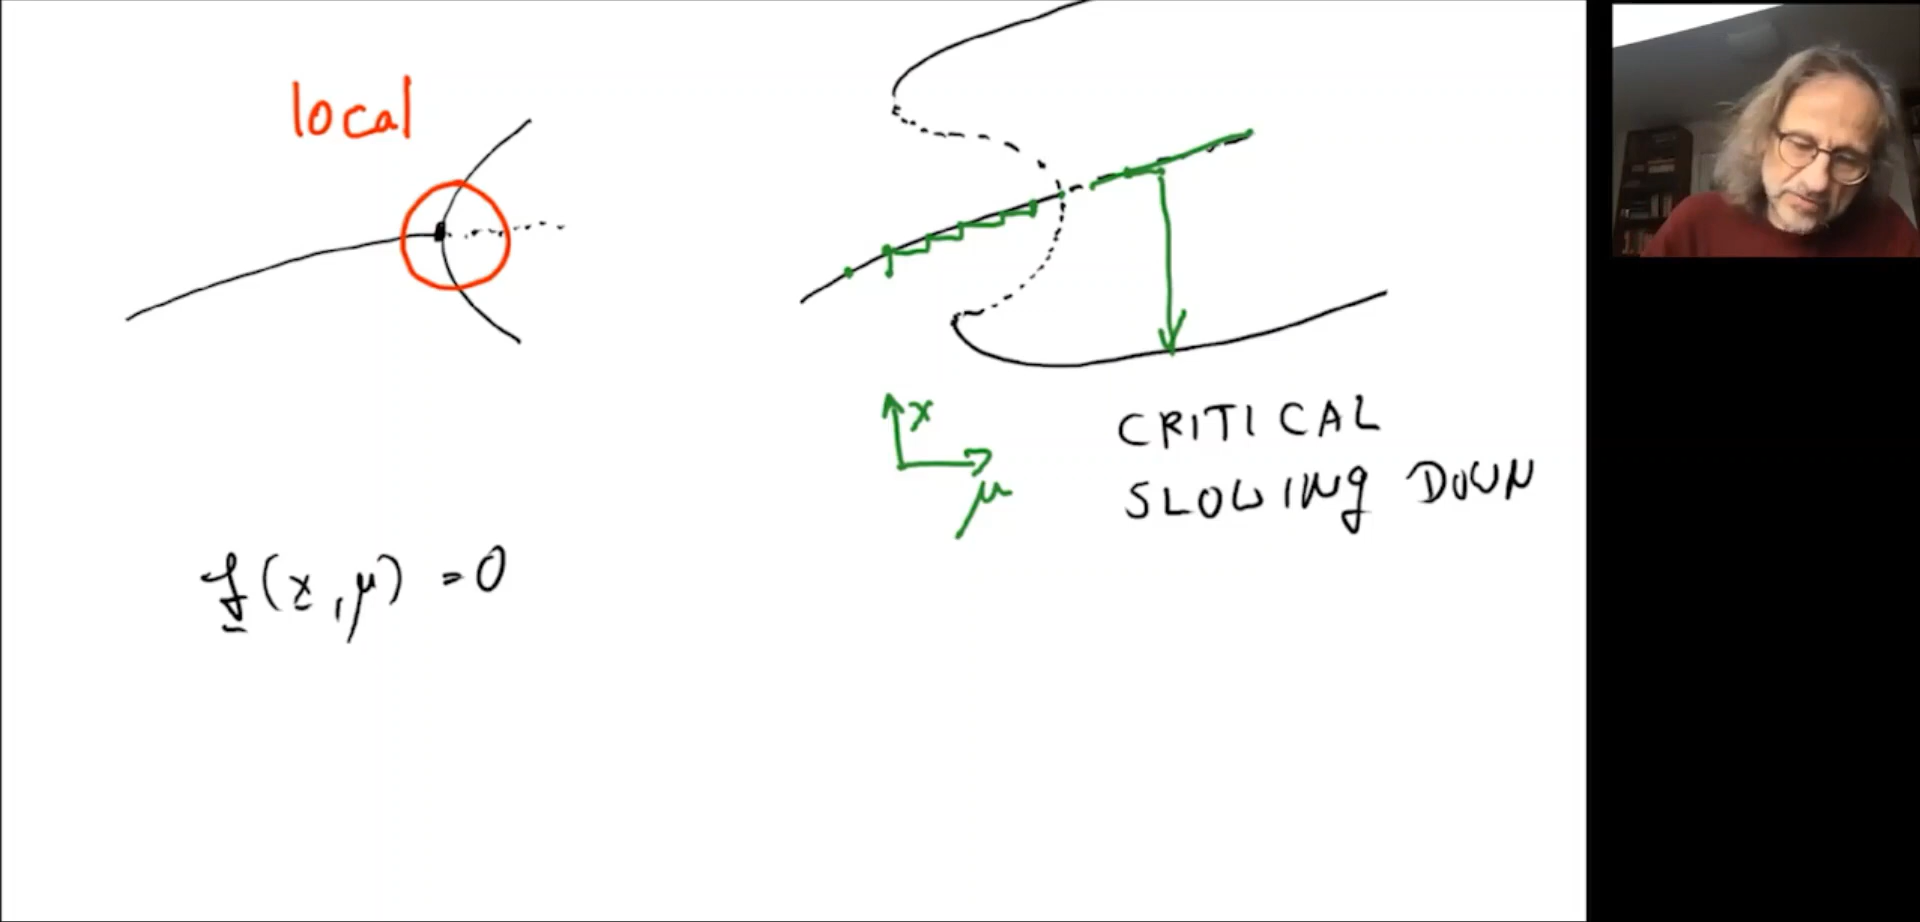 local
x
μ
CRITICAL
SLOWING DOWN
f(x, μ) = 0